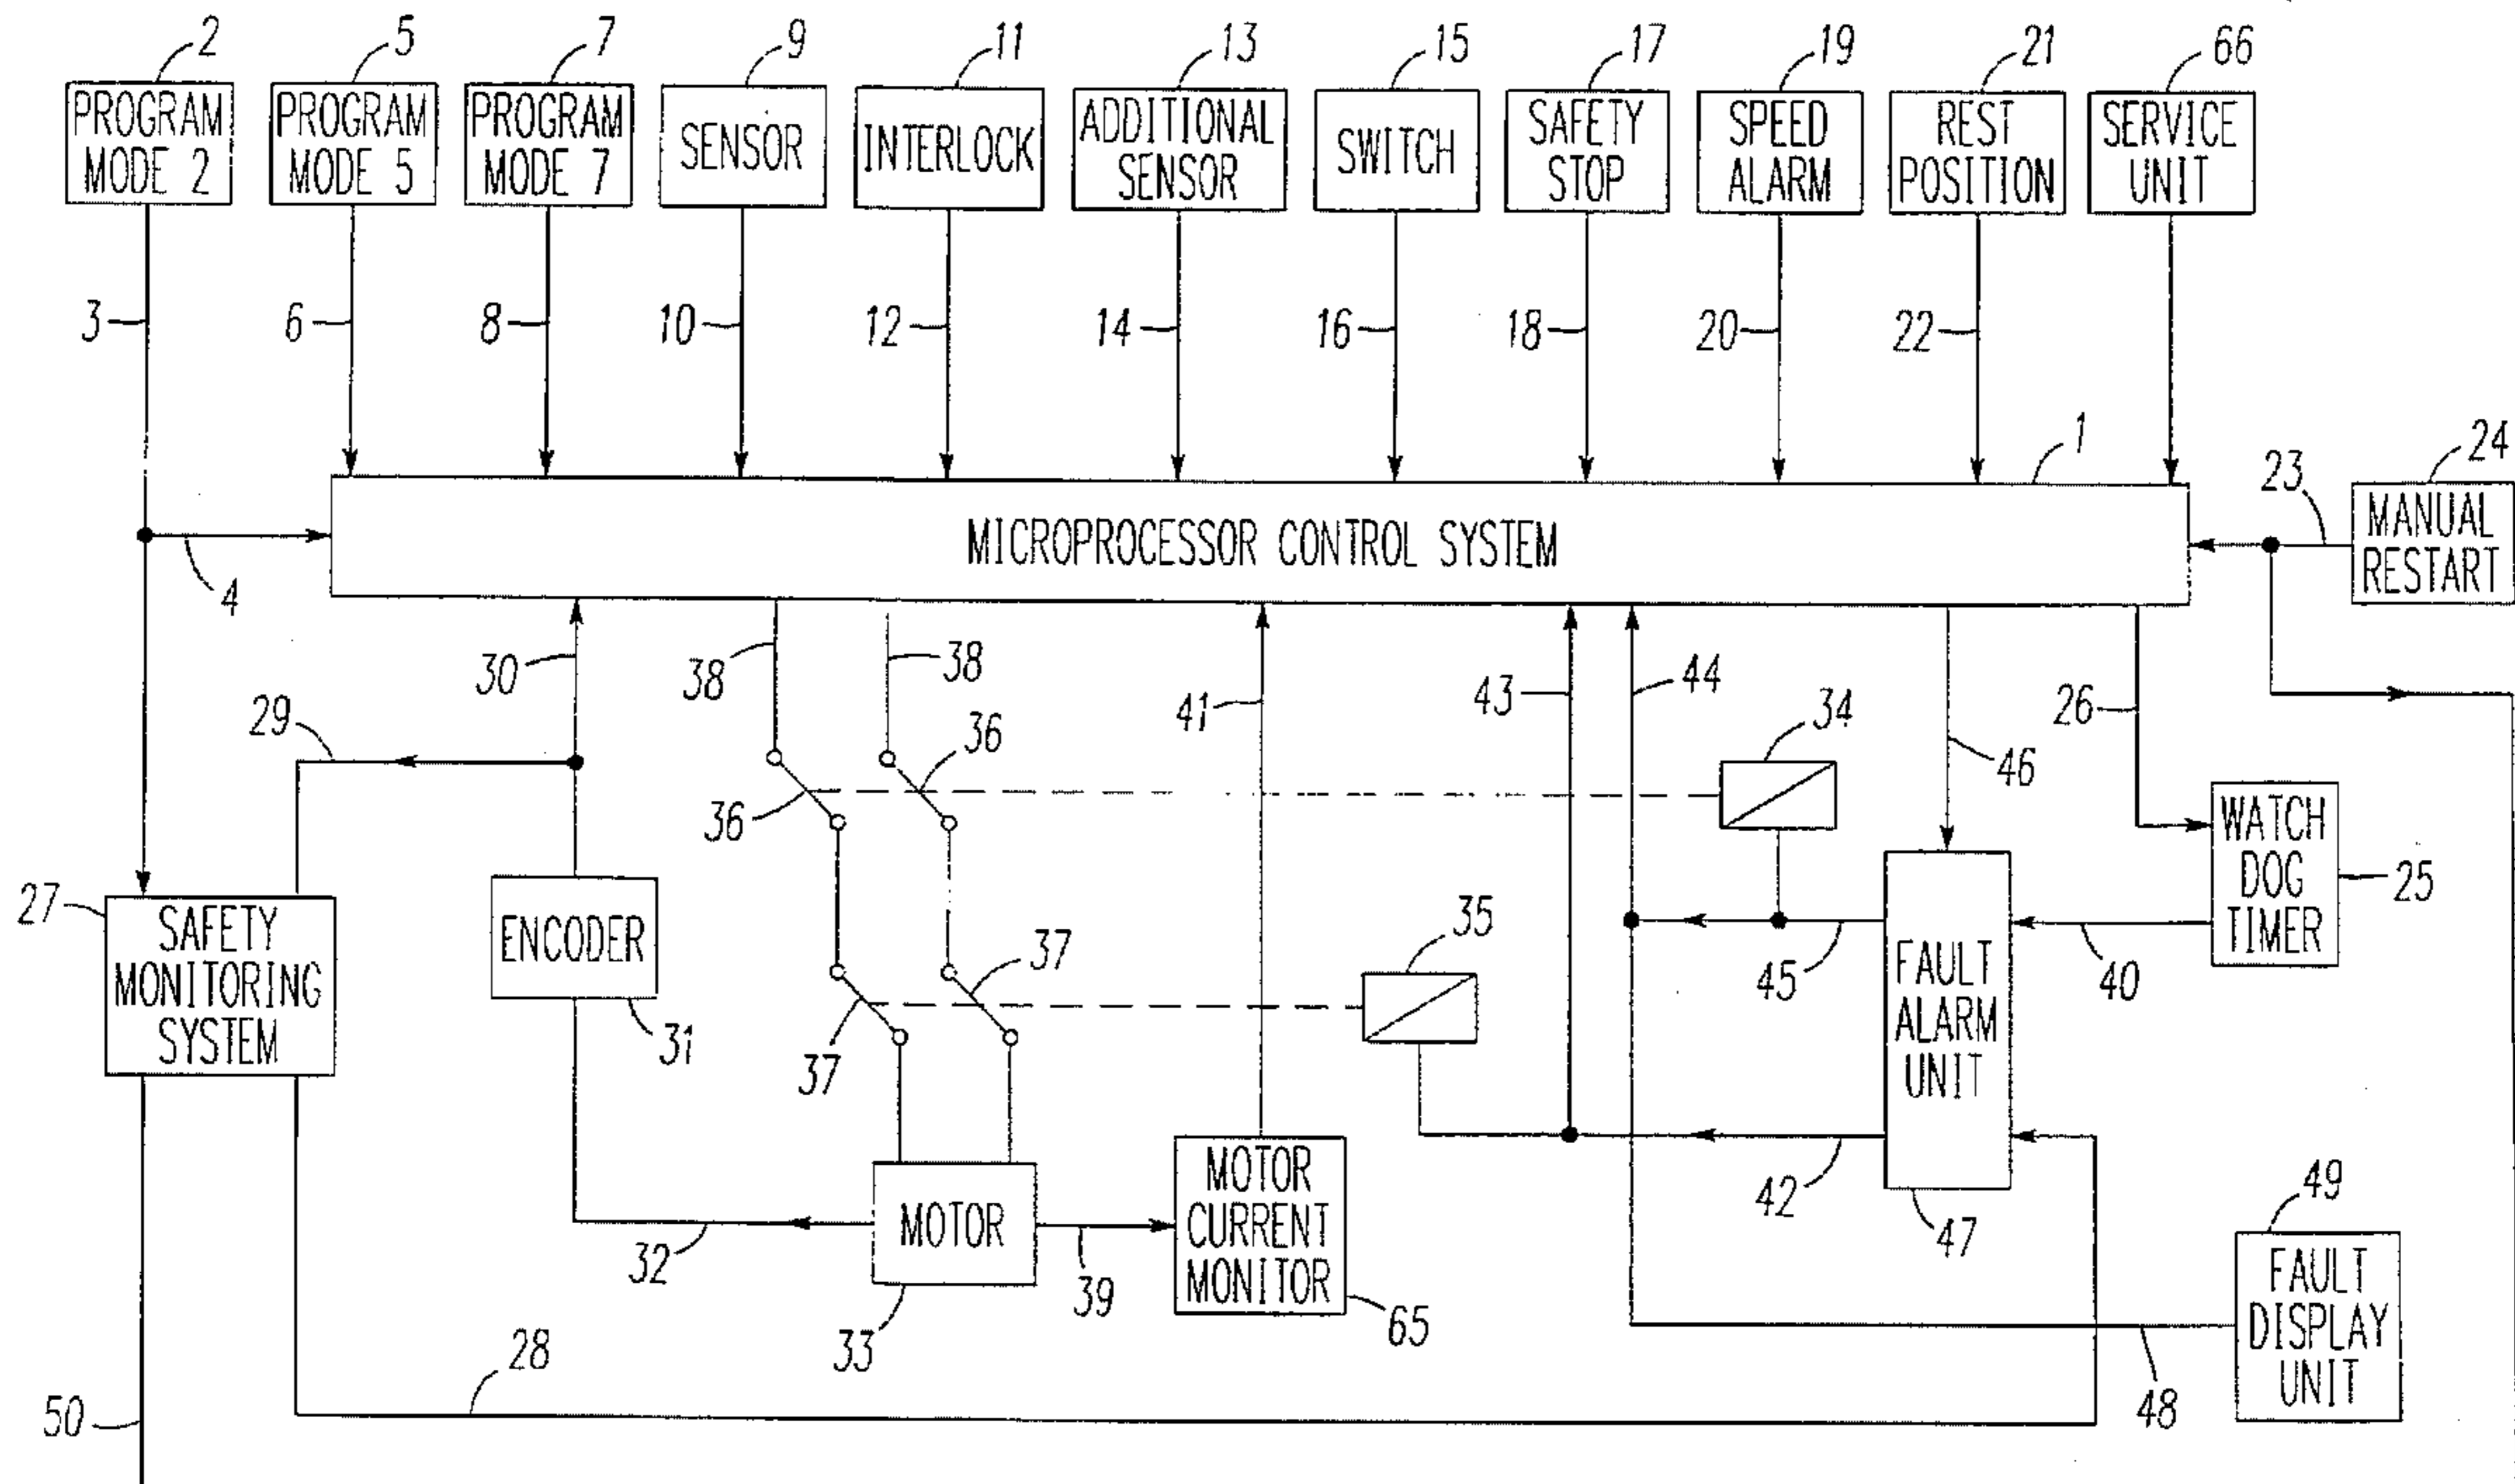 2
5
7
9
11
13
15
17
19
21
66
PROGRAM
MODE 2
PROGRAM
MODE 5
PROGRAM
MODE 7
SENSOR
INTERLOCK
ADDITIONAL
SENSOR
SWITCH
SAFETY
STOP
SPEED
ALARM
REST
POSITION
SERVICE
UNIT
3
6
8
10
12
14
16
18
20
22
1
23
24
MICROPROCESSOR CONTROL SYSTEM
MANUAL
RESTART
4
30
38
38
41
43
44
46
26
29
36
36
34
27
SAFETY
MONITORING
SYSTEM
ENCODER
31
37
37
35
45
FAULT
ALARM
UNIT
40
WATCH
DOG
TIMER
25
32
MOTOR
33
39
MOTOR
CURRENT
MONITOR
65
42
47
49
FAULT
DISPLAY
UNIT
48
28
50